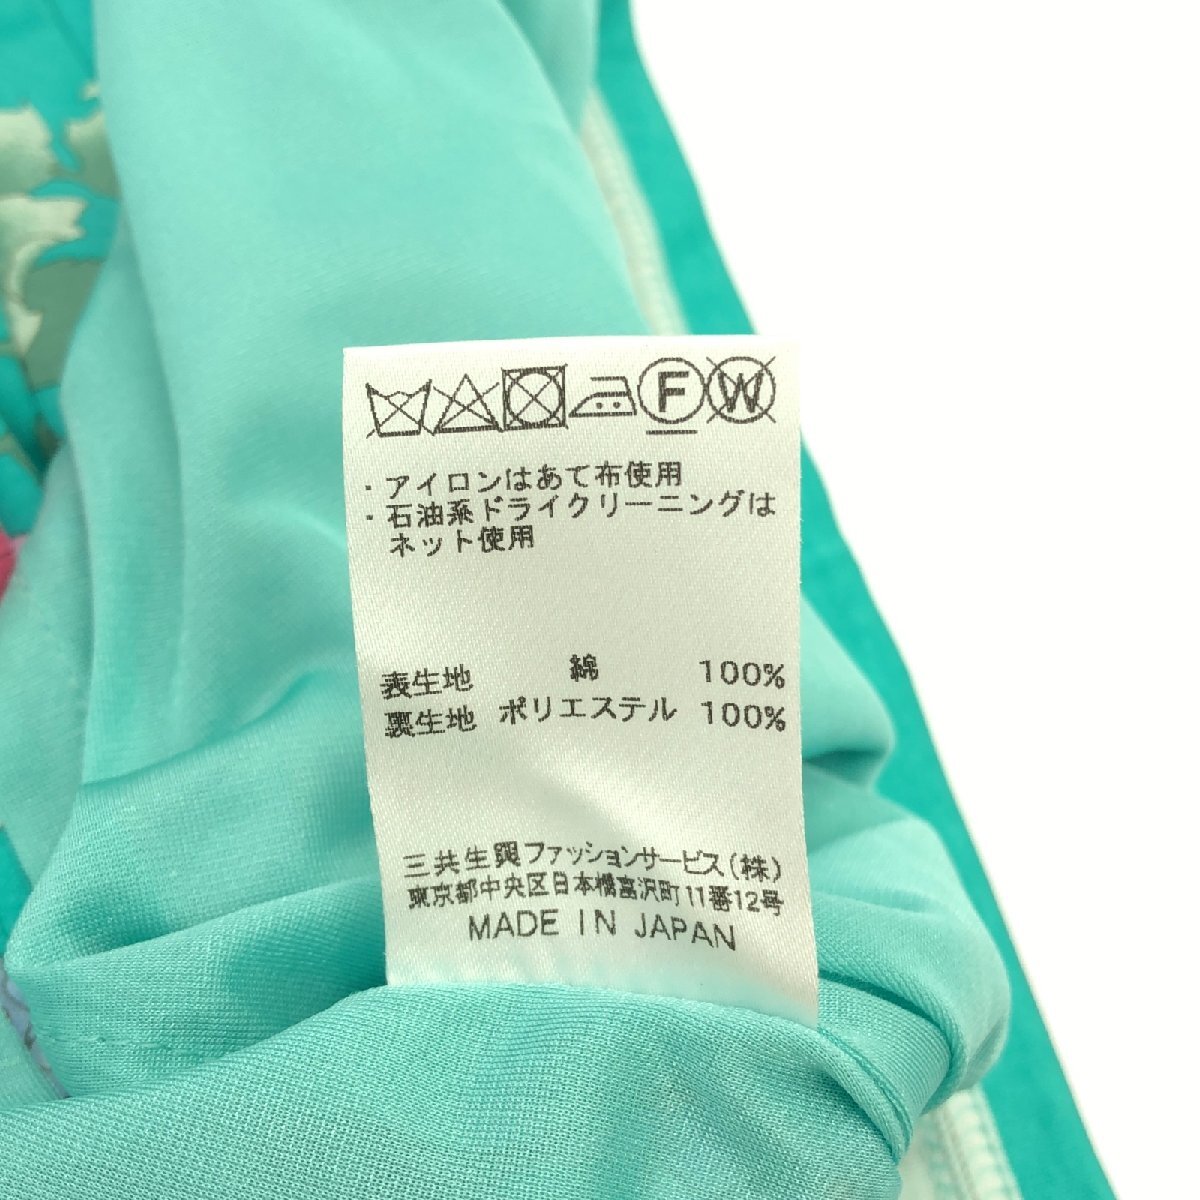 F W
・アイロンはあて布使用
・石油系ドライクリーニングは
ネット使用
表生地 綿 100%
裏生地 ポリエステル 100%
三共生興ファッションサービス(株)
東京都中央区日本橋富沢町11番12号
MADE IN JAPAN